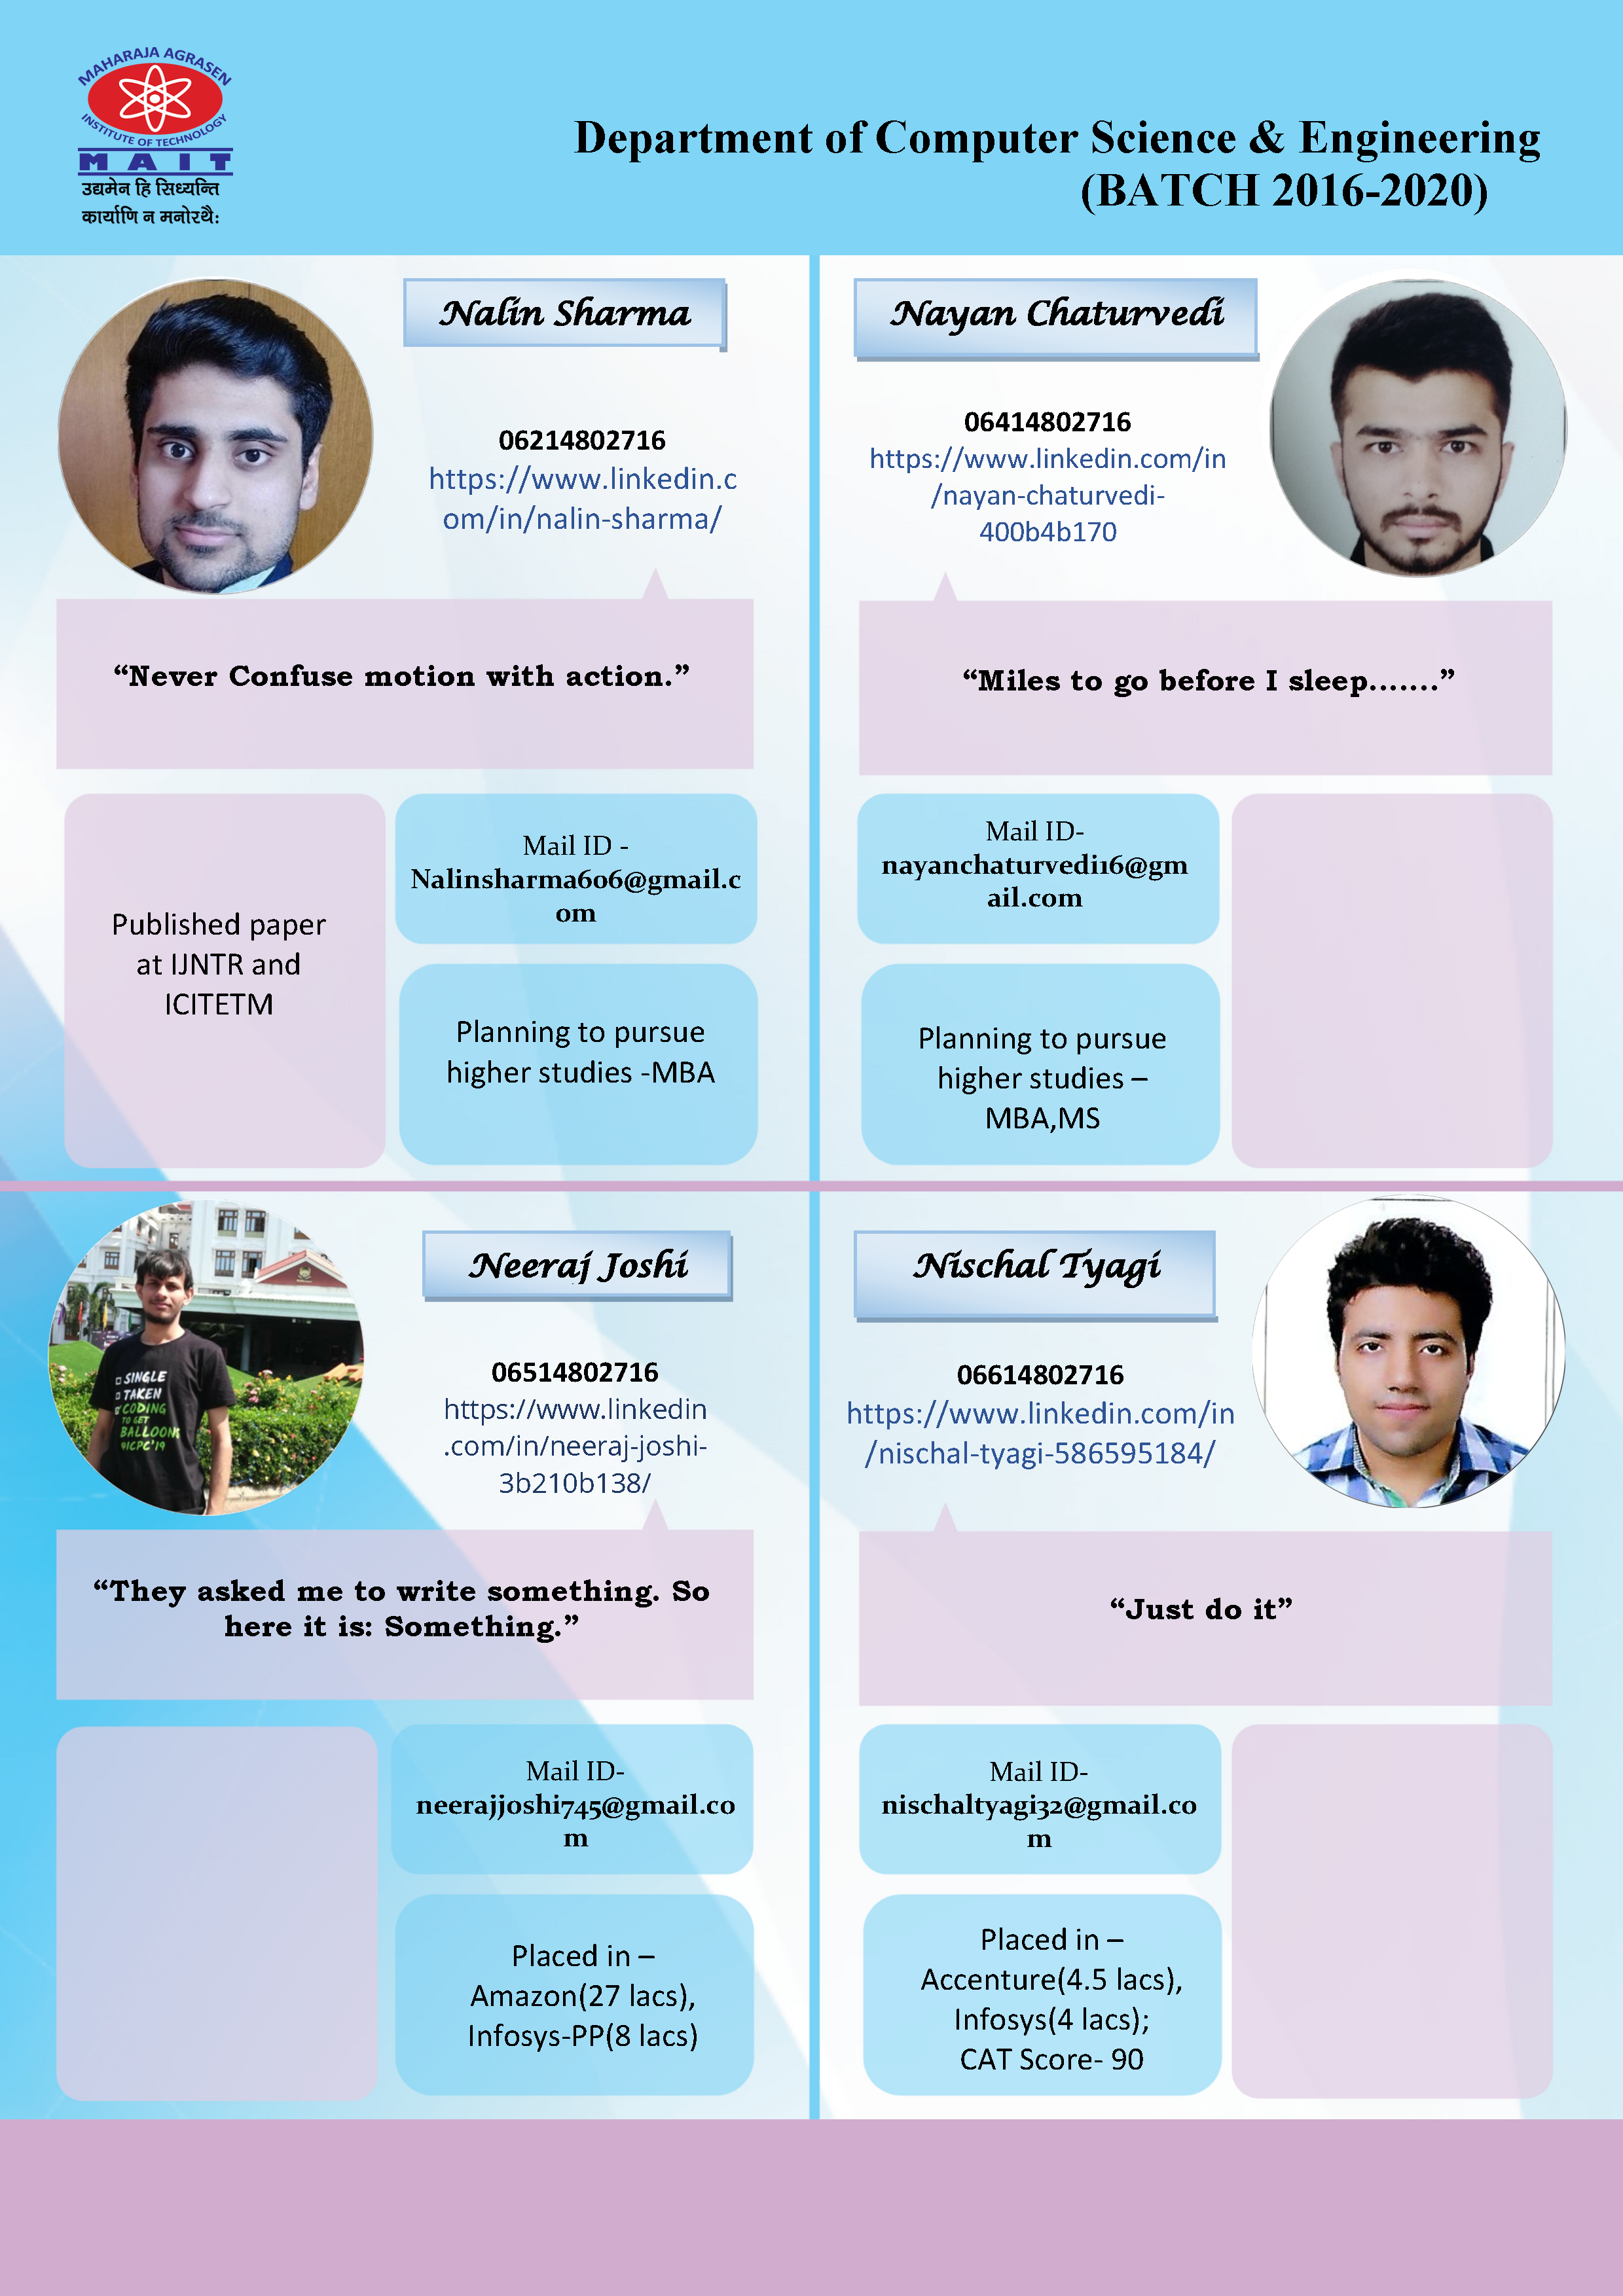 MAHARAJA AGRASEN
INSTITUTE OF TECHNOLOGY
MAIT
उद्यमेन हि सिध्यन्ति
कार्याणि न मनोरथै:
Department of Computer Science & Engineering
(BATCH 2016-2020)
Nalin Sharma
06214802716
https://www.linkedin.c
om/in/nalin-sharma/
“Never Confuse motion with action.”
Published paper
at IJNTR and
ICITETM
Mail ID -
Nalinsharma606@gmail.c
om
Planning to pursue
higher studies -MBA
Nayan Chaturvedi
06414802716
https://www.linkedin.com/in
/nayan-chaturvedi-
400b4b170
“Miles to go before I sleep.......”
Mail ID-
nayanchaturvedi16@gm
ail.com
Planning to pursue
higher studies –
MBA,MS
Neeraj Joshi
06514802716
https://www.linkedin
.com/in/neeraj-joshi-
3b210b138/
SINGLE
TAKEN
CODING
TO GET
BALLOONS
#ICPC'19
“They asked me to write something. So
here it is: Something.”
Mail ID-
neerajjoshi745@gmail.co
m
Placed in –
Amazon(27 lacs),
Infosys-PP(8 lacs)
Nischal Tyagi
06614802716
https://www.linkedin.com/in
/nischal-tyagi-586595184/
“Just do it”
Mail ID-
nischaltyagi32@gmail.co
m
Placed in –
Accenture(4.5 lacs),
Infosys(4 lacs);
CAT Score- 90